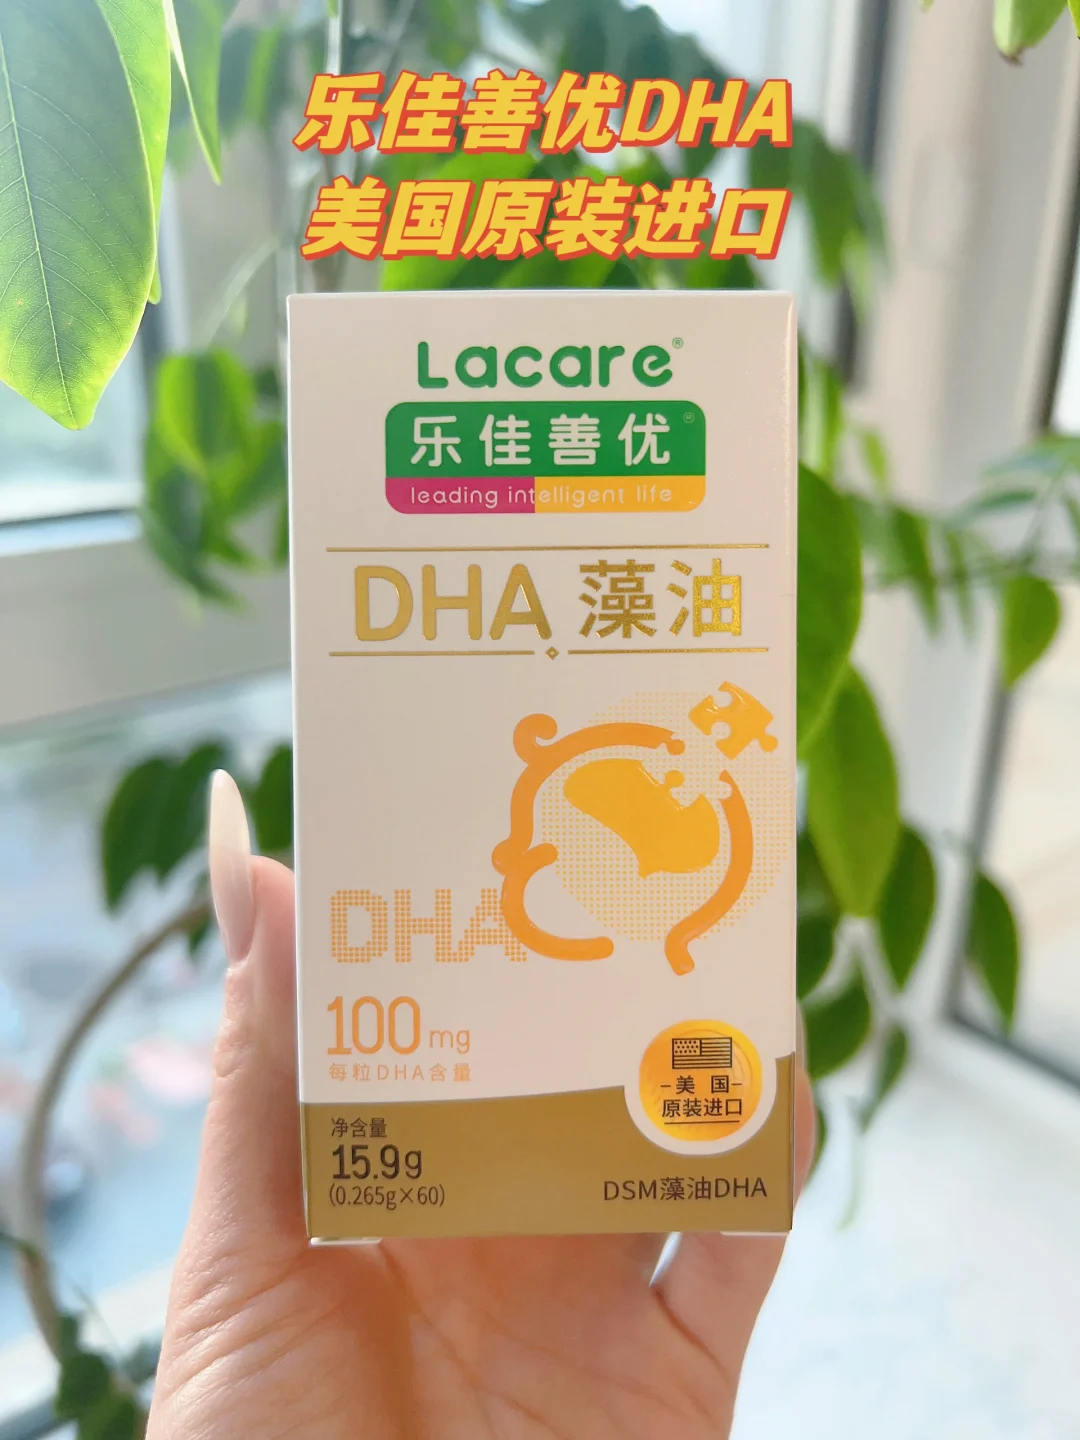 乐佳善优DHA
美国原装进口
Lacare®
乐佳善优®
leading intelligent life
DHA 藻油
DHA
100mg
每粒DHA含量
净含量
15.9g
(0.265g×60)
美 国
原装进口
DSM藻油DHA